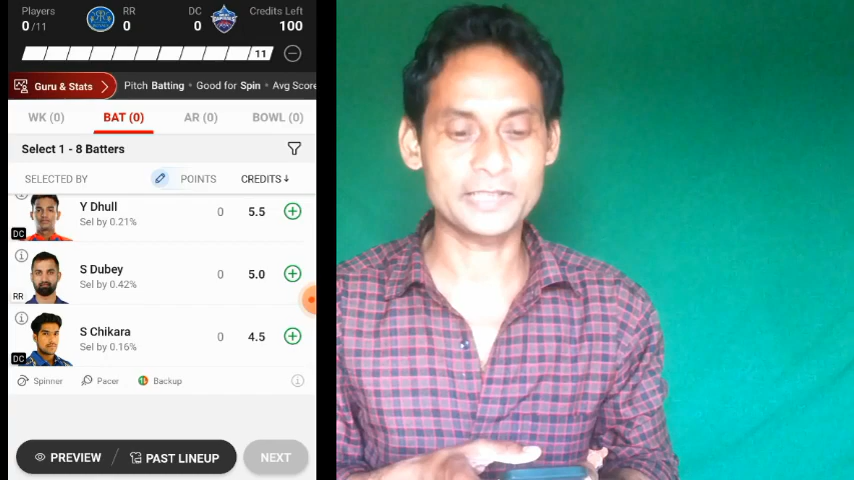 Players
0/11
RR
0
DC
0
Credits Left
100
11
Guru & Stats
Pitch Batting • Good for Spin • Avg Score
WK (0)
BAT (0)
AR (0)
BOWL (0)
Select 1 - 8 Batters
SELECTED BY
POINTS
CREDITS↓
Y Dhull
Sel by 0.21%
0
5.5
DC
S Dubey
Sel by 0.42%
0
5.0
RR
S Chikara
Sel by 0.16%
0
4.5
DC
Spinner
Pacer
Backup
PREVIEW
PAST LINEUP
NEXT